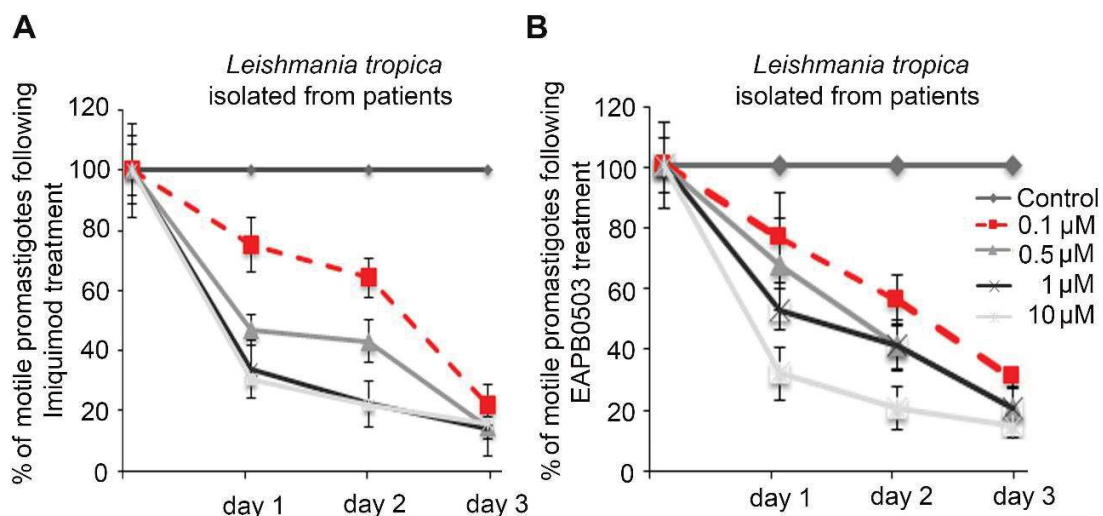 A
Leishmania tropica
isolated from patients
% of motile promastigotes following
Imiquimod treatment
120
100
80
60
40
20
0
day 1 day 2 day 3
B
Leishmania tropica
isolated from patients
% of motile promastigotes following
EAPB0503 treatment
120
100
80
60
40
20
0
day 1 day 2 day 3
Control
0.1 µM
0.5 µM
1 µM
10 µM